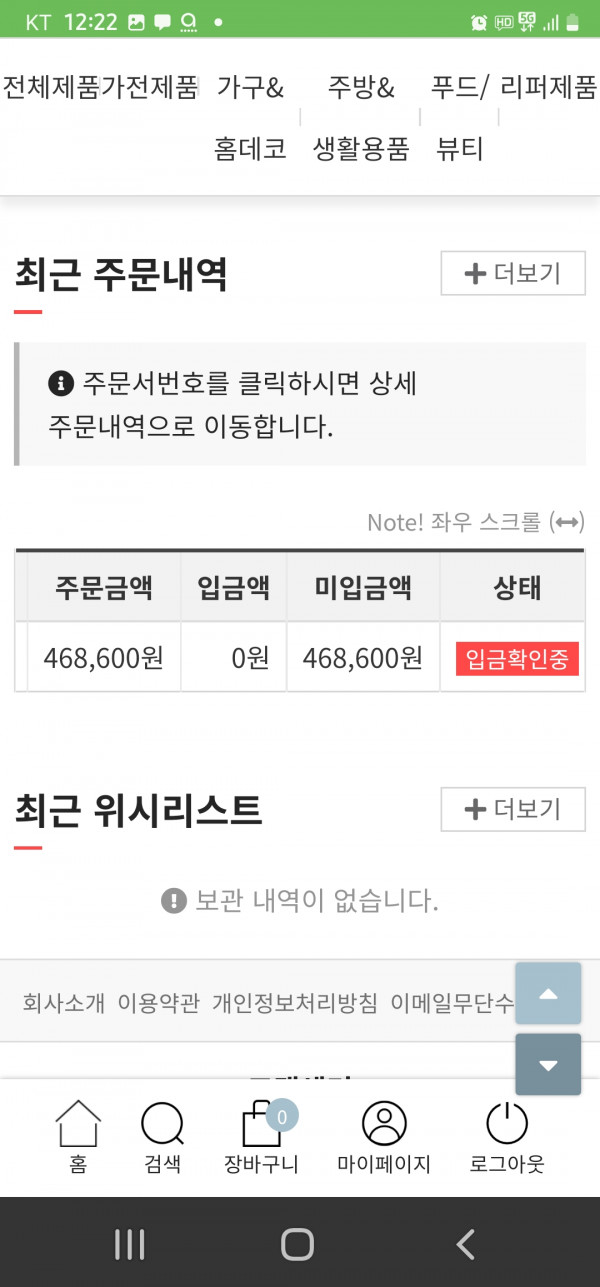 KT 12:22
HD 5G
전체제품 가전제품 가구& 주방& 푸드/ 리퍼제품
홈데코 생활용품 뷰티
최근 주문내역
더보기
주문서번호를 클릭하시면 상세
주문내역으로 이동합니다.
Note! 좌우 스크롤 (↔)
주문금액 입금액 미입금액 상태
468,600원 0원 468,600원 입금확인중
최근 위시리스트
더보기
보관 내역이 없습니다.
회사소개 이용약관 개인정보처리방침 이메일무단수
0
홈 검색 장바구니 마이페이지 로그아웃